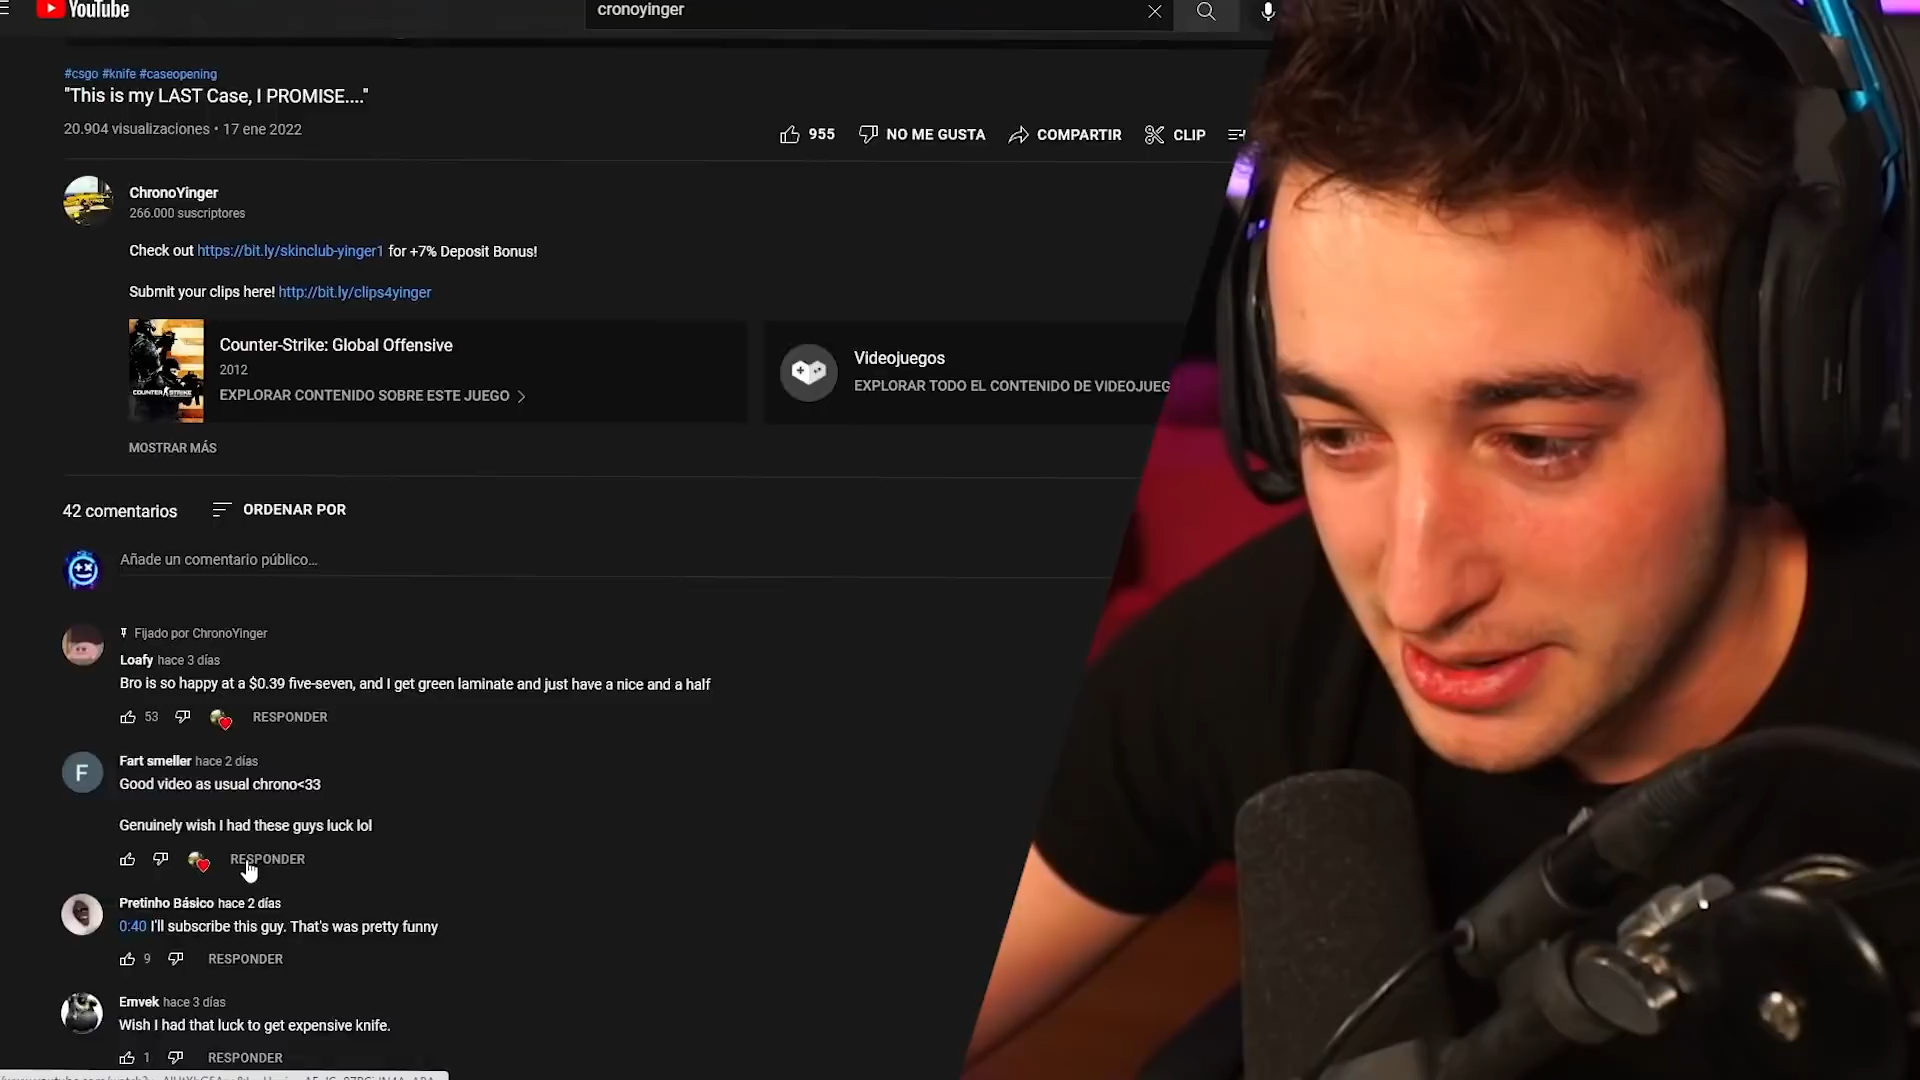 YouTube
cronoyinger
#csgo #knife #caseopening
"This is my LAST Case, I PROMISE...."
20.904 visualizaciones • 17 ene 2022
955 NO ME GUSTA COMPARTIR CLIP
ChronoYinger
266.000 suscriptores
Check out https://bit.ly/skinclub-yinger1 for +7% Deposit Bonus!
Submit your clips here! http://bit.ly/clips4yinger
COUNTER STRIKE
Counter-Strike: Global Offensive
2012
EXPLORAR CONTENIDO SOBRE ESTE JUEGO
Videojuegos
EXPLORAR TODO EL CONTENIDO DE VIDEOJUEG
MOSTRAR MÁS
42 comentarios ORDENAR POR
Añade un comentario público...
Fijado por ChronoYinger
Loafy hace 3 días
Bro is so happy at a $0.39 five-seven, and I get green laminate and just have a nice and a half
53 RESPONDER
F
Fart smeller hace 2 días
Good video as usual chrono<33
Genuinely wish I had these guys luck lol
RESPONDER
Pretinho Básico hace 2 días
0:40 I'll subscribe this guy. That's was pretty funny
9 RESPONDER
Emvek hace 3 días
Wish I had that luck to get expensive knife.
1 RESPONDER